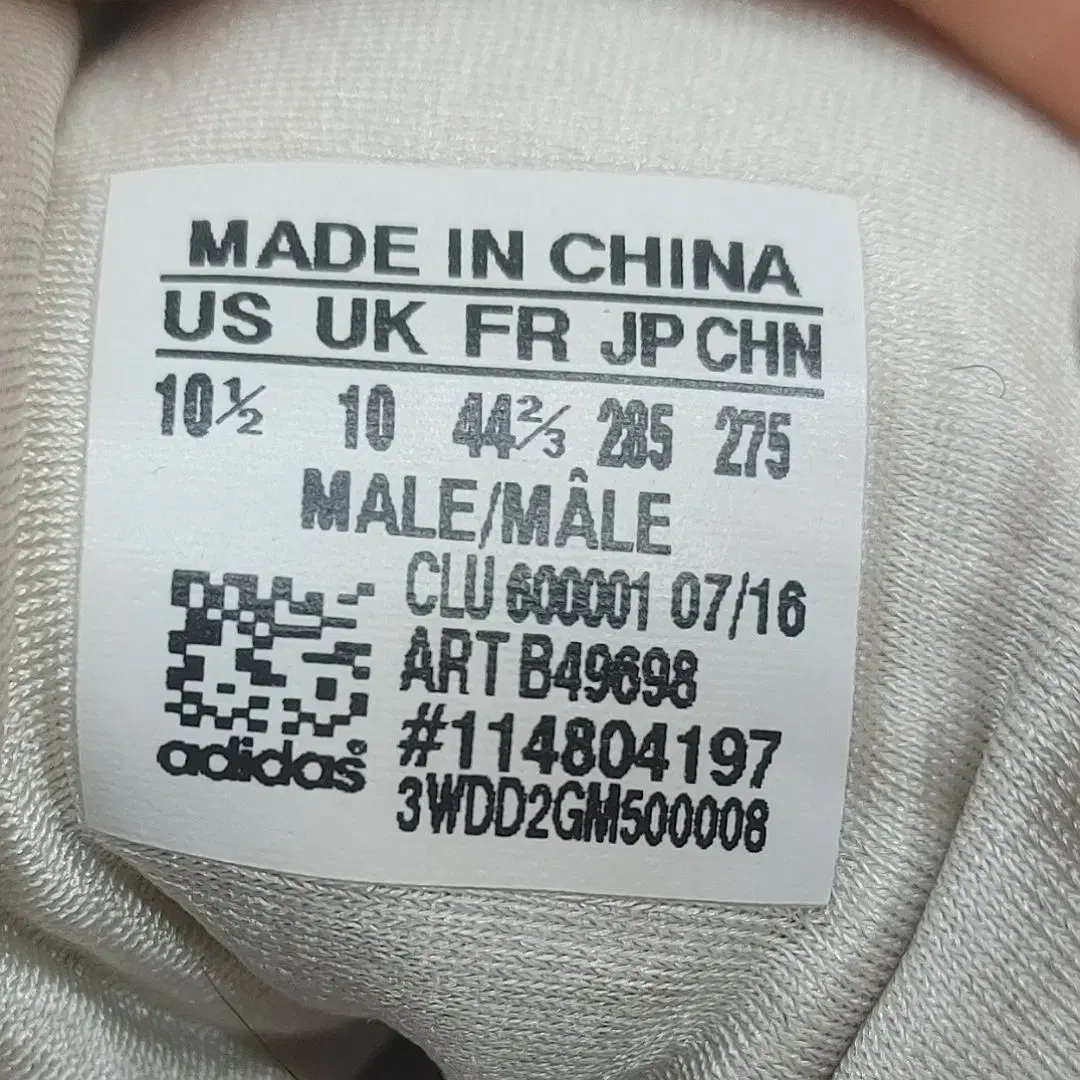 MADE IN CHINA
US UK FR JP CHN
10½ 10 44⅔ 285 275
MALE/MÂLE
CLU 600001 07/16
ART B49698
#114804197
adidas®
3WDD2GM500008